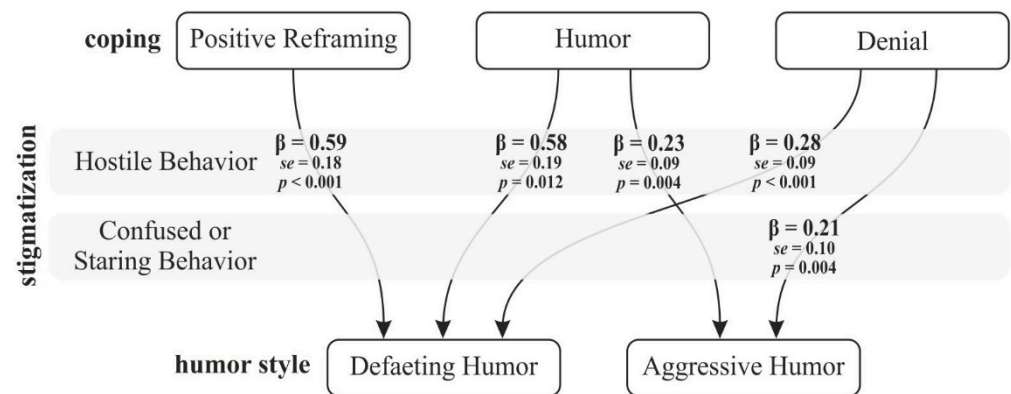 coping
Positive Reframing
Humor
Denial
stigmatization
Hostile Behavior
β = 0.59
se = 0.18
p < 0.001
β = 0.58
se = 0.19
p = 0.012
β = 0.23
se = 0.09
p = 0.004
β = 0.28
se = 0.09
p < 0.001
Confused or
Staring Behavior
β = 0.21
se = 0.10
p = 0.004
humor style
Defaeting Humor
Aggressive Humor